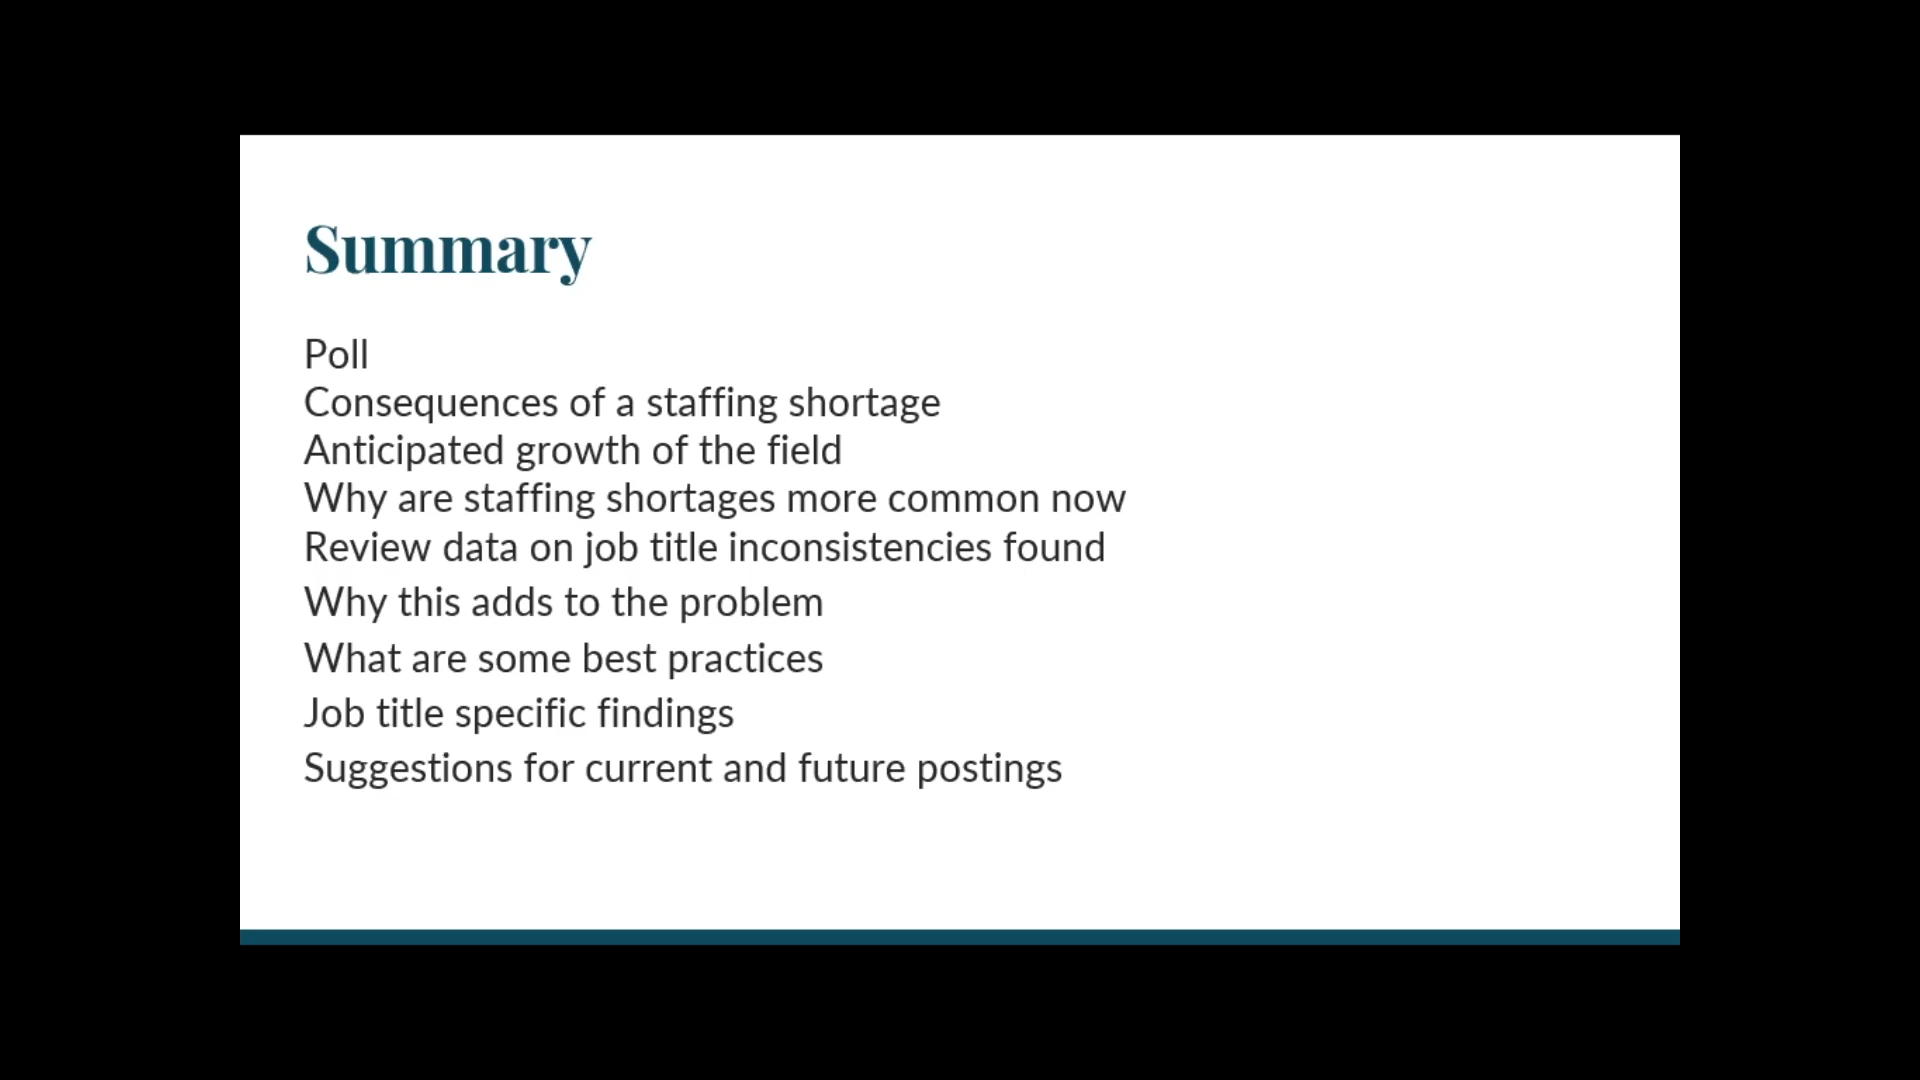 Summary
Poll
Consequences of a staffing shortage
Anticipated growth of the field
Why are staffing shortages more common now
Review data on job title inconsistencies found
Why this adds to the problem
What are some best practices
Job title specific findings
Suggestions for current and future postings